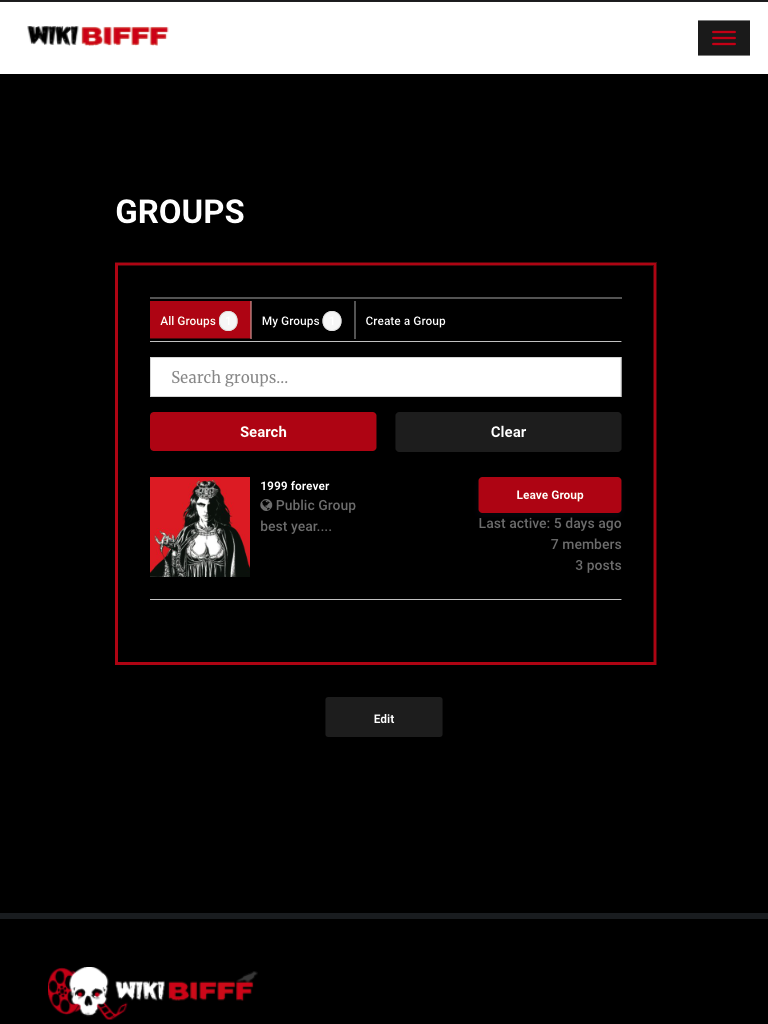 WIKI BIFFF
GROUPS
All Groups
My Groups
Create a Group
Search groups...
Search
Clear
1999 forever
Public Group
best year....
Leave Group
Last active: 5 days ago
7 members
3 posts
Edit
WIKI BIFFF